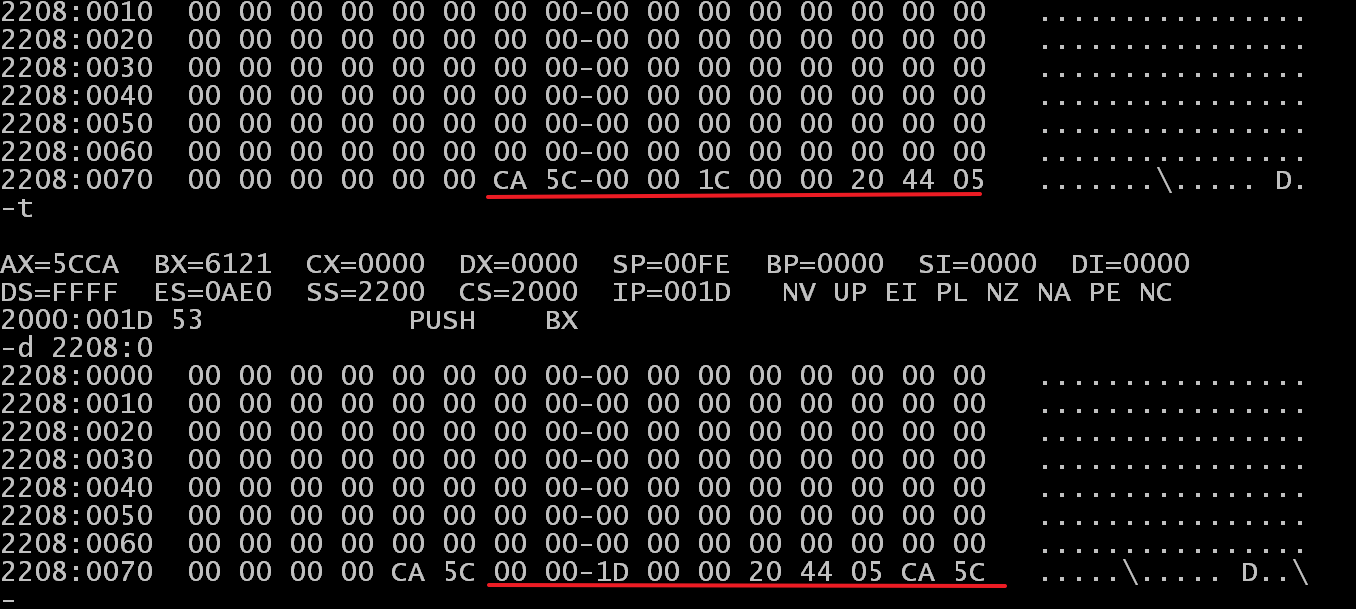 2208:0010  00 00 00 00 00 00 00 00-00 00 00 00 00 00 00 00   ................
2208:0020  00 00 00 00 00 00 00 00-00 00 00 00 00 00 00 00   ................
2208:0030  00 00 00 00 00 00 00 00-00 00 00 00 00 00 00 00   ................
2208:0040  00 00 00 00 00 00 00 00-00 00 00 00 00 00 00 00   ................
2208:0050  00 00 00 00 00 00 00 00-00 00 00 00 00 00 00 00   ................
2208:0060  00 00 00 00 00 00 00 00-00 00 00 00 00 00 00 00   ................
2208:0070  00 00 00 00 00 00 CA 5C-00 00 1C 00 00 20 44 05   .......\..... D.
-t
AX=5CCA  BX=6121  CX=0000  DX=0000  SP=00FE  BP=0000  SI=0000  DI=0000
DS=FFFF  ES=0AE0  SS=2200  CS=2000  IP=001D   NV UP EI PL NZ NA PE NC
2000:001D 53            PUSH    BX
-d 2208:0
2208:0000  00 00 00 00 00 00 00 00-00 00 00 00 00 00 00 00   ................
2208:0010  00 00 00 00 00 00 00 00-00 00 00 00 00 00 00 00   ................
2208:0020  00 00 00 00 00 00 00 00-00 00 00 00 00 00 00 00   ................
2208:0030  00 00 00 00 00 00 00 00-00 00 00 00 00 00 00 00   ................
2208:0040  00 00 00 00 00 00 00 00-00 00 00 00 00 00 00 00   ................
2208:0050  00 00 00 00 00 00 00 00-00 00 00 00 00 00 00 00   ................
2208:0060  00 00 00 00 00 00 00 00-00 00 00 00 00 00 00 00   ................
2208:0070  00 00 00 00 CA 5C 00 00-1D 00 00 20 44 05 CA 5C   .....\..... D..\
-